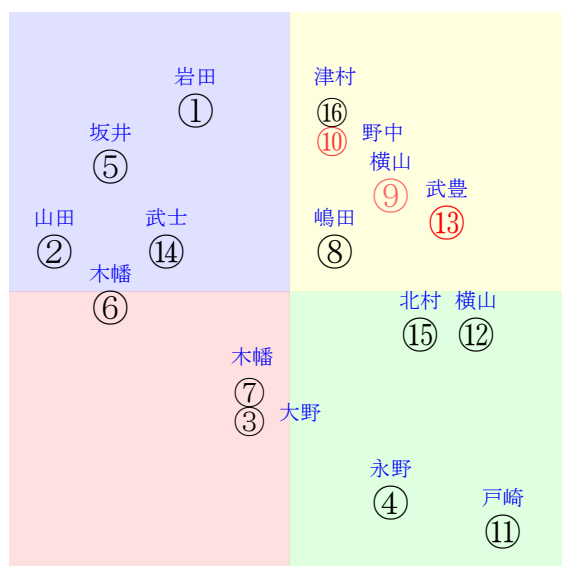 岩田
①
津村
⑯
⑩
野中
坂井
⑤
横山
⑨
武豊
⑬
山田
②
武士
⑭
嶋田
⑧
木幡
⑥
北村
⑮
横山
⑫
木幡
⑦
③
大野
永野
④
戸崎
⑪